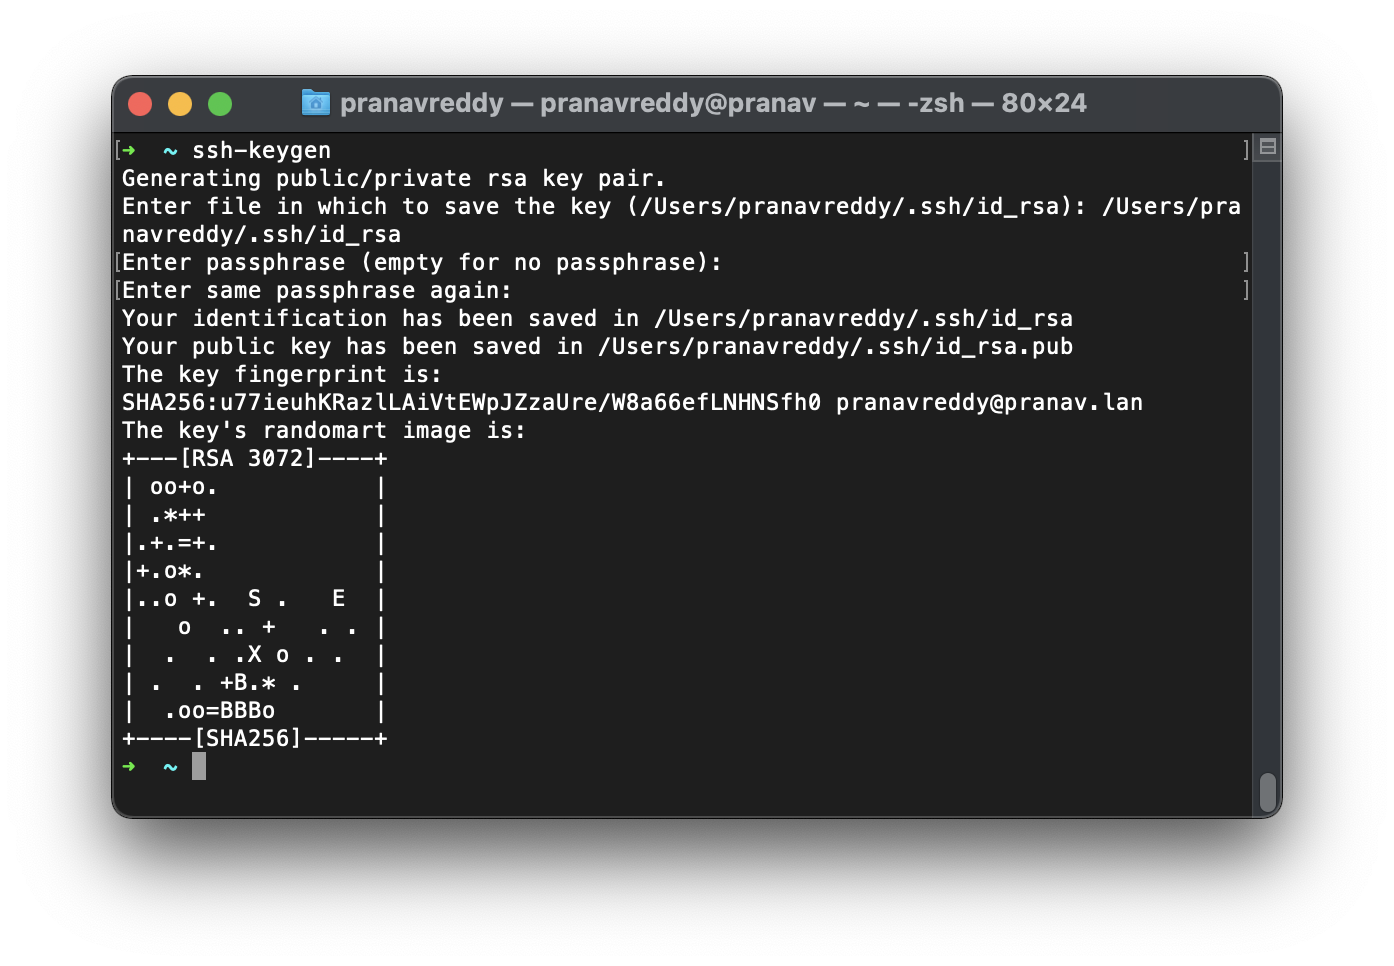 pranavreddy — pranavreddy@pranav — ~ — -zsh — 80×24
[➜  ~ ssh-keygen ]
Generating public/private rsa key pair.
Enter file in which to save the key (/Users/pranavreddy/.ssh/id_rsa): /Users/pra
navreddy/.ssh/id_rsa
[Enter passphrase (empty for no passphrase): ]
[Enter same passphrase again: ]
Your identification has been saved in /Users/pranavreddy/.ssh/id_rsa
Your public key has been saved in /Users/pranavreddy/.ssh/id_rsa.pub
The key fingerprint is:
SHA256:u77ieuhKRazlLAiVtEWpJZzaUre/W8a66efLNHNSfh0 pranavreddy@pranav.lan
The key's randomart image is:
+---[RSA 3072]----+
| oo+o.           |
| .*++            |
|.+.=+.           |
|+.o*.            |
|..o +.  S .   E  |
|   o  .. +   . . |
|  .  . .X o . .  |
| .  . +B.* .     |
|  .oo=BBBo       |
+----[SHA256]-----+
➜  ~